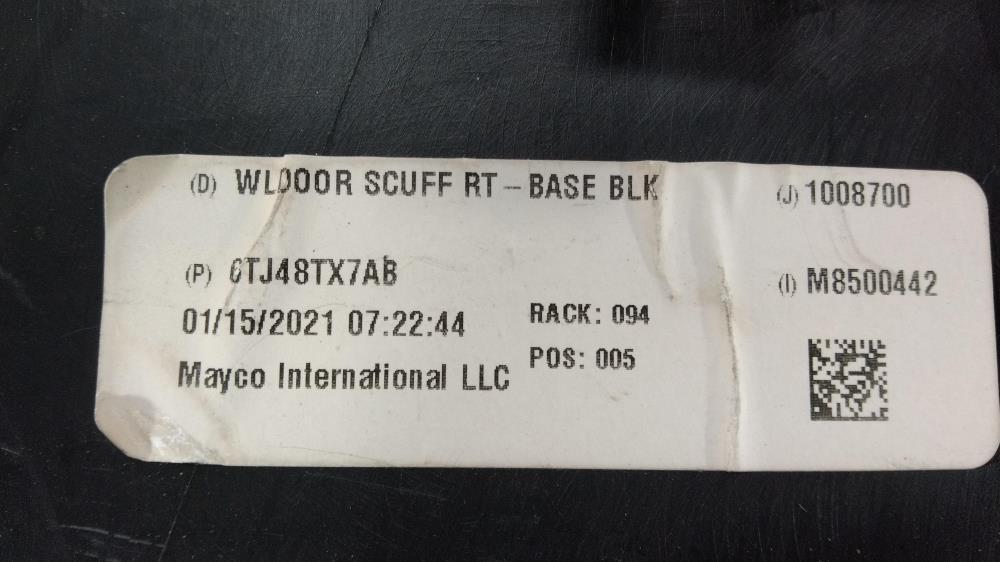 (D) WLDOOR SCUFF RT – BASE BLK
(J) 1008700
(P) 6TJ48TX7AB
(I) M8500442
01/15/2021 07:22:44
RACK: 094
POS: 005
Mayco International LLC